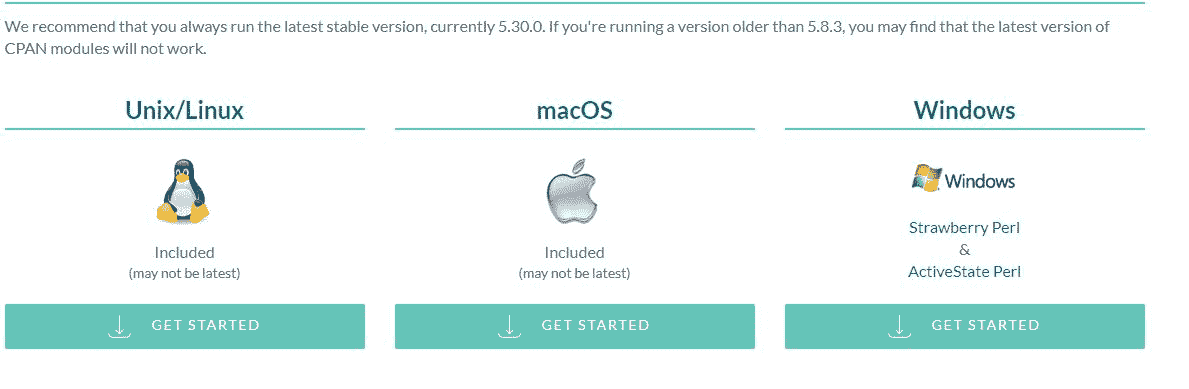 We recommend that you always run the latest stable version, currently 5.30.0. If you're running a version older than 5.8.3, you may find that the latest version of
CPAN modules will not work.
Unix/Linux
Included
(may not be latest)
GET STARTED
macOS
Included
(may not be latest)
GET STARTED
Windows
Windows
Strawberry Perl
&
ActiveState Perl
GET STARTED